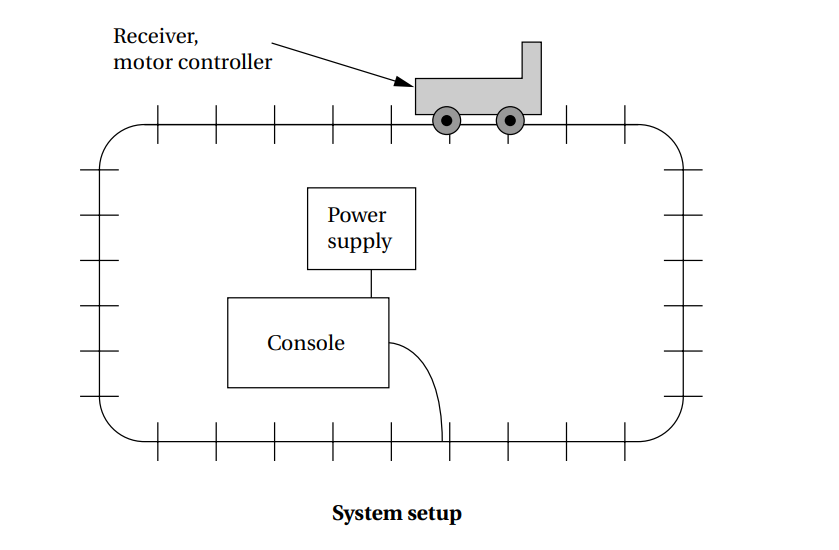 Receiver,
motor controller
Power
supply
Console
System setup